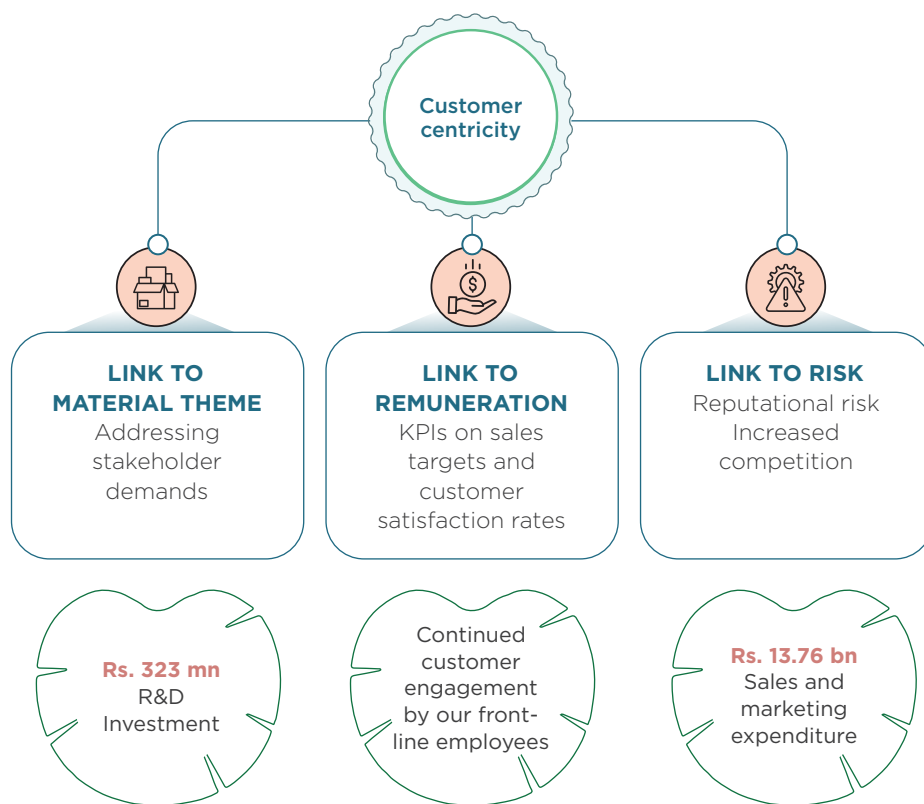 Customer
centricity
LINK TO
MATERIAL THEME
Addressing
stakeholder
demands
LINK TO
REMUNERATION
KPIs on sales
targets and
customer
satisfaction rates
LINK TO RISK
Reputational risk
Increased
competition
Rs. 323 mn
R&D
Investment
Continued
customer
engagement
by our front-
line employees
Rs. 13.76 bn
Sales and
marketing
expenditure